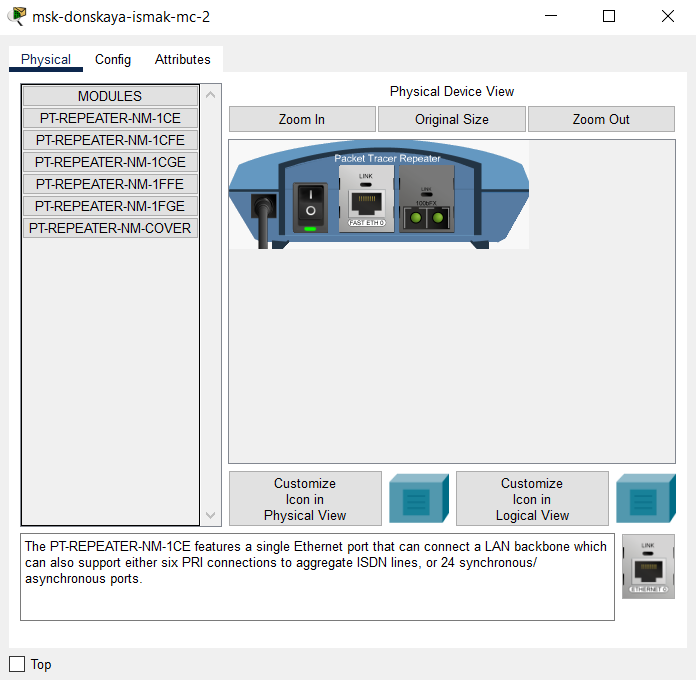 msk-donskaya-ismak-mc-2
Physical
Config
Attributes
MODULES
PT-REPEATER-NM-1CE
PT-REPEATER-NM-1CFE
PT-REPEATER-NM-1CGE
PT-REPEATER-NM-1FFE
PT-REPEATER-NM-1FGE
PT-REPEATER-NM-COVER
Physical Device View
Zoom In
Original Size
Zoom Out
Packet Tracer Repeater
LINK
FAST ETH 0
LINK
100bFX
Customize
Icon in
Physical View
Customize
Icon in
Logical View
The PT-REPEATER-NM-1CE features a single Ethernet port that can connect a LAN backbone which
can also support either six PRI connections to aggregate ISDN lines, or 24 synchronous/
asynchronous ports.
LINK
ETHERNET 0
Top